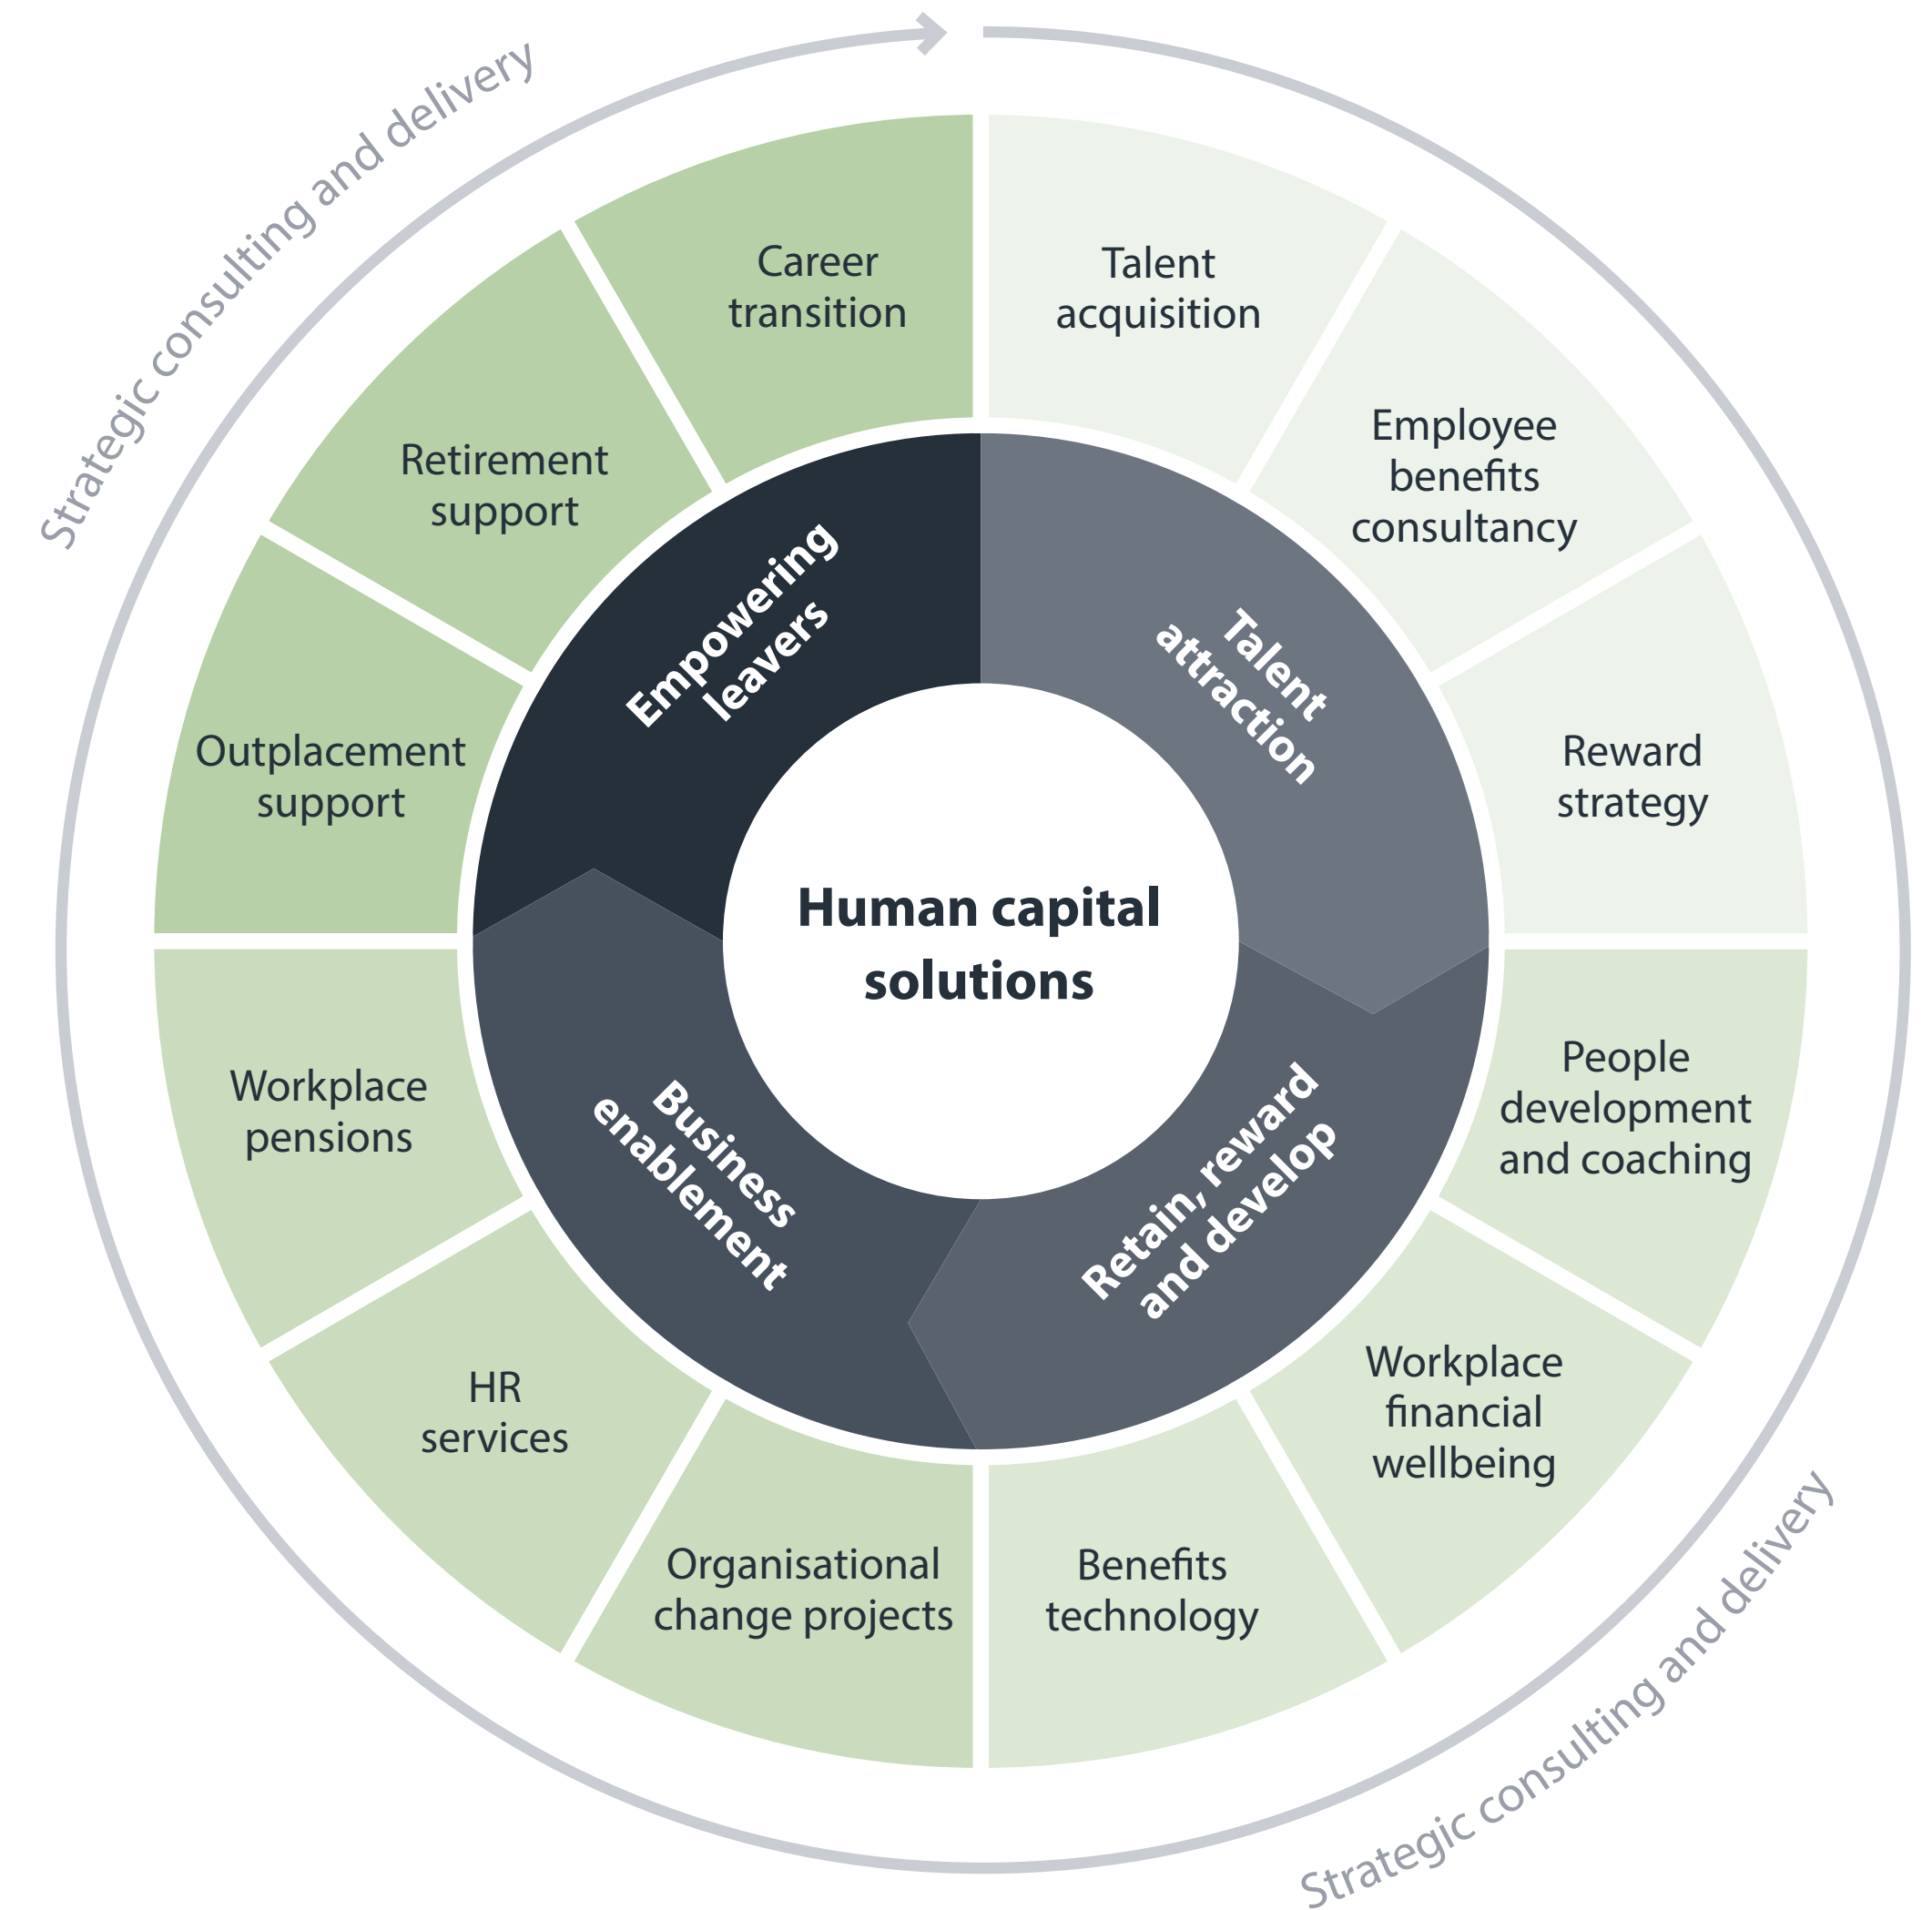 Strategic consulting and delivery
Career
transition
Talent
acquisition
Employee
benefits
consultancy
Retirement
support
Empowering
leavers
Talent
attraction
Outplacement
support
Reward
strategy
Human capital
solutions
People
development
and coaching
Workplace
pensions
Business
enablement
Retain, reward
and develop
Workplace
financial
wellbeing
HR
services
Organisational
change projects
Benefits
technology
Strategic consulting and delivery